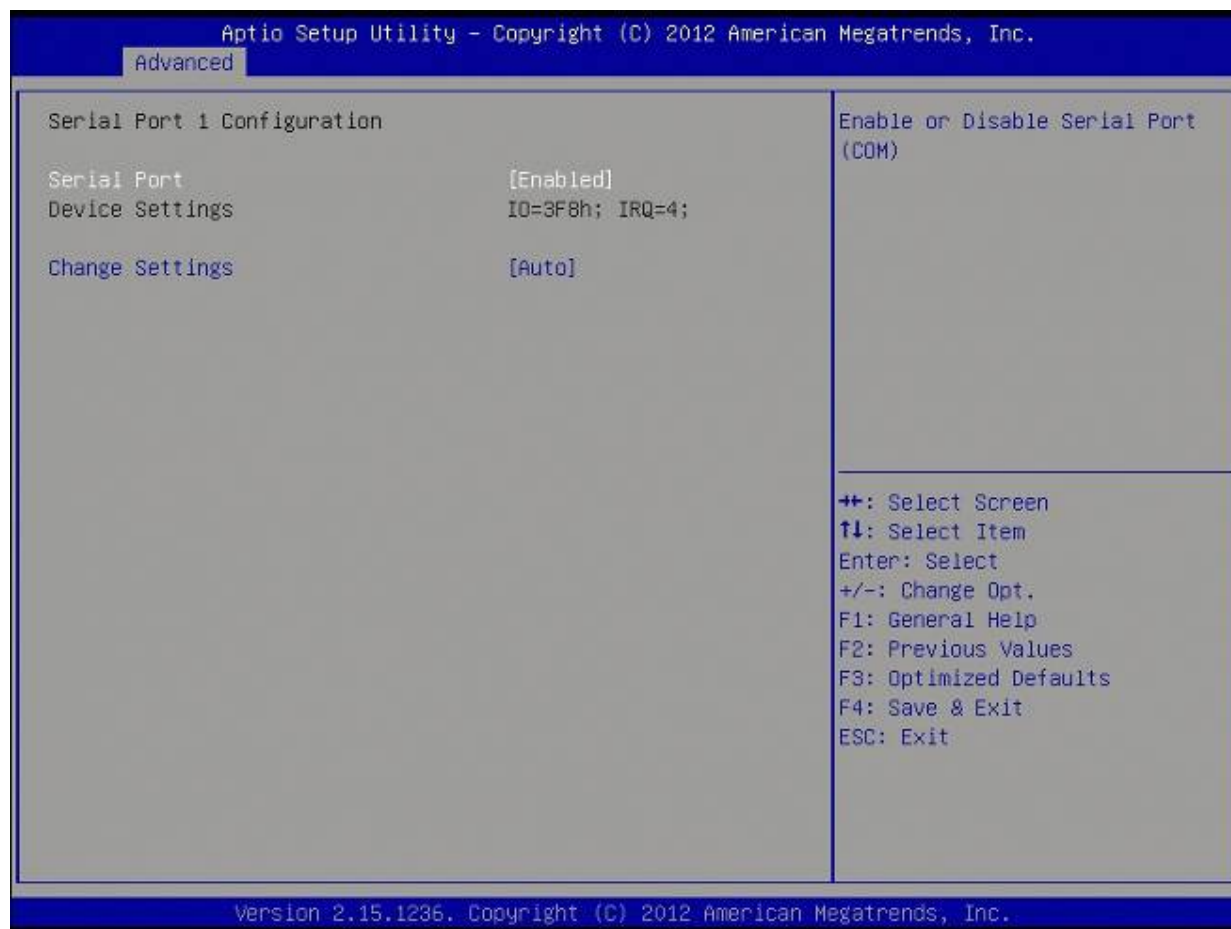 Aptio Setup Utility – Copyright (C) 2012 American Megatrends, Inc.
Advanced
Serial Port 1 Configuration
Serial Port [Enabled]
Device Settings IO=3F8h; IRQ=4;
Change Settings [Auto]
Enable or Disable Serial Port
(COM)
→←: Select Screen
↑↓: Select Item
Enter: Select
+/-: Change Opt.
F1: General Help
F2: Previous Values
F3: Optimized Defaults
F4: Save & Exit
ESC: Exit
Version 2.15.1236. Copyright (C) 2012 American Megatrends, Inc.